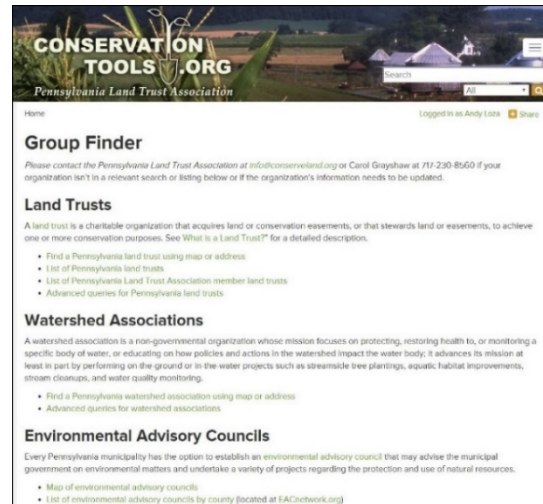 CONSERVATION
TOOLS.ORG
Pennsylvania Land Trust Association
Search
All
Home
Logged in as Andy Loza Share
Group Finder
Please contact the Pennsylvania Land Trust Association at info@conserveland.org or Carol Grayshaw at 717-230-8560 if your
organization isn't in a relevant search or listing below or if the organization's information needs to be updated.
Land Trusts
A land trust is a charitable organization that acquires land or conservation easements, or that stewards land or easements, to achieve
one or more conservation purposes. See What is a Land Trust?" for a detailed description.
• Find a Pennsylvania land trust using map or address
• List of Pennsylvania land trusts
• List of Pennsylvania Land Trust Association member land trusts
• Advanced queries for Pennsylvania land trusts
Watershed Associations
A watershed association is a non-governmental organization whose mission focuses on protecting, restoring health to, or monitoring a
specific body of water, or educating on how policies and actions in the watershed impact the water body; it advances its mission at
least in part by performing on the ground or in the water projects such as streamside tree plantings, aquatic habitat improvements,
stream cleanups, and water quality monitoring.
• Find a Pennsylvania watershed association using map or address
• Advanced queries for watershed associations
Environmental Advisory Councils
Every Pennsylvania municipality has the option to establish an environmental advisory council that may advise the municipal
government on environmental matters and undertake a variety of projects regarding the protection and use of natural resources.
• Map of environmental advisory councils
• List of environmental advisory councils by county (located at EACnetwork.org)